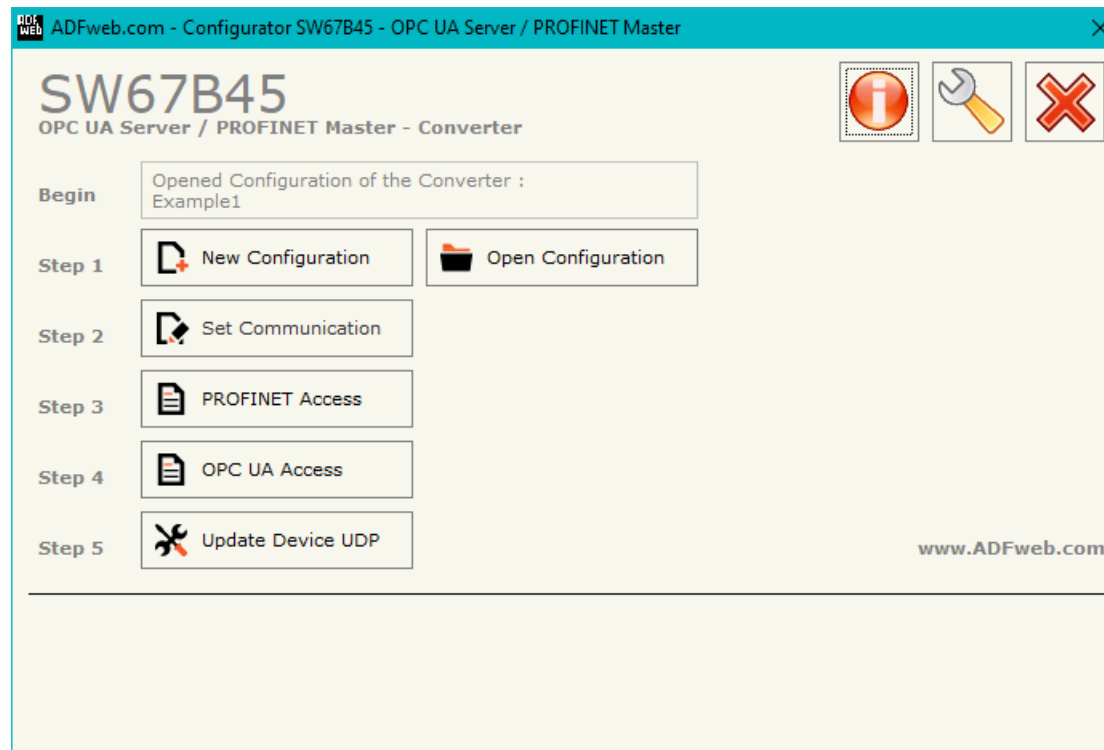 ADF
WEB
ADFweb.com - Configurator SW67B45 - OPC UA Server / PROFINET Master
SW67B45
OPC UA Server / PROFINET Master - Converter
Begin
Opened Configuration of the Converter :
Example1
Step 1
New Configuration
Open Configuration
Step 2
Set Communication
Step 3
PROFINET Access
Step 4
OPC UA Access
Step 5
Update Device UDP
www.ADFweb.com